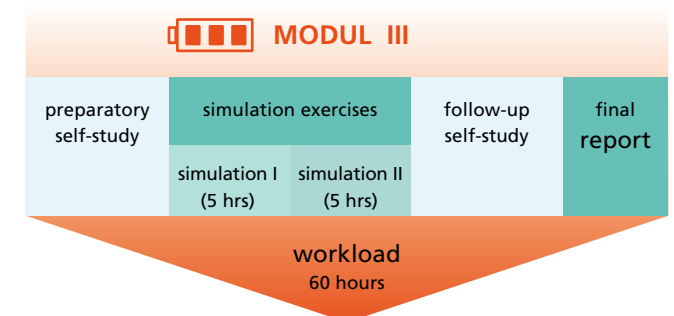 MODUL III
preparatory
self-study
simulation exercises
simulation I
(5 hrs)
simulation II
(5 hrs)
follow-up
self-study
final
report
workload
60 hours